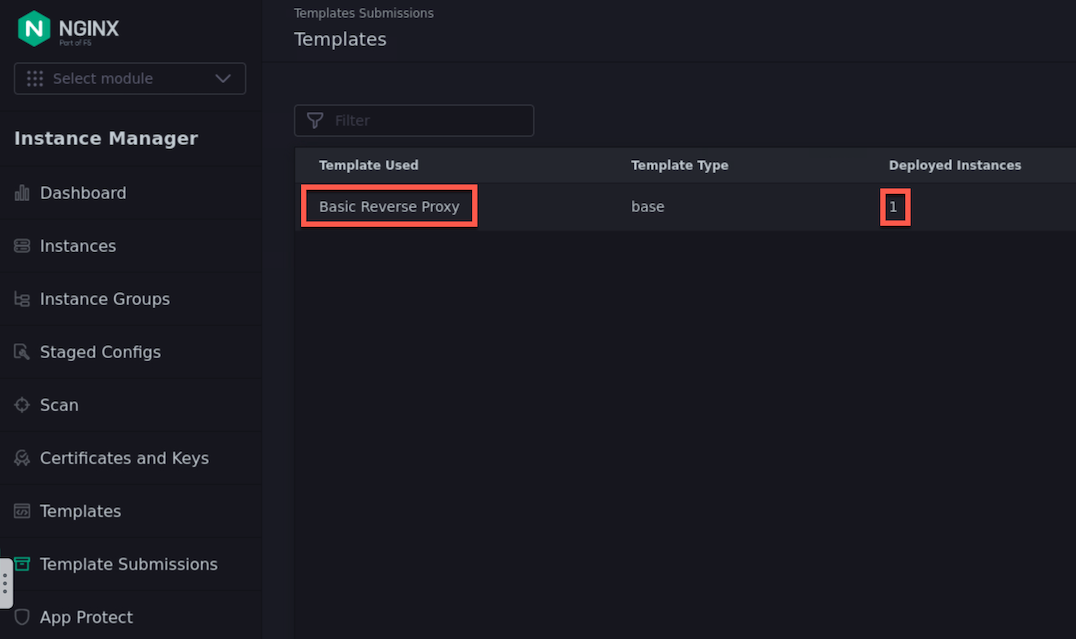 NGINX
Part of F5
Select module
Instance Manager
Dashboard
Instances
Instance Groups
Staged Configs
Scan
Certificates and Keys
Templates
Template Submissions
App Protect
Templates Submissions
Templates
Filter
Template Used Template Type Deployed Instances
Basic Reverse Proxy base 1